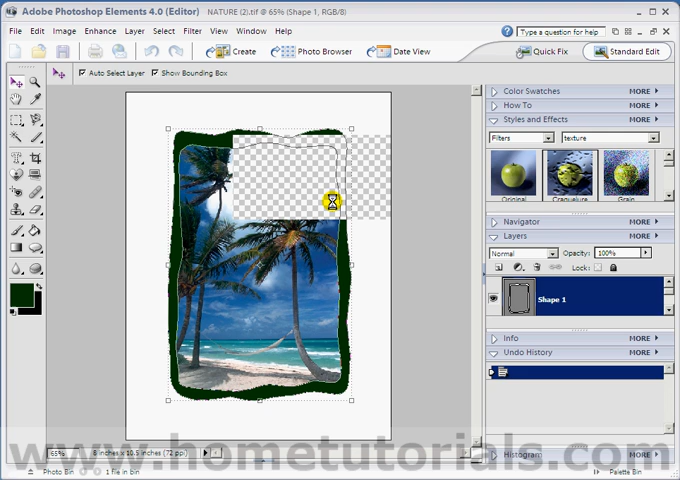 Adobe Photoshop Elements 4.0 (Editor) NATURE (2).tif @ 65% (Shape 1, RGB/8)
File Edit Image Enhance Layer Select Filter View Window Help Type a question for help
Create Photo Browser Date View Quick Fix Standard Edit
Auto Select Layer Show Bounding Box
Color Swatches MORE
How To MORE
Styles and Effects MORE
Filters texture
Original Craquelure Grain
Navigator MORE
Layers MORE
Normal Opacity: 100%
Lock:
Shape 1
Info MORE
Undo History MORE
65% 8 inches x 10.5 inches (72 ppi)
Histogram MORE
www.hometutorials.com
Photo Bin 1 file in bin Palette Bin